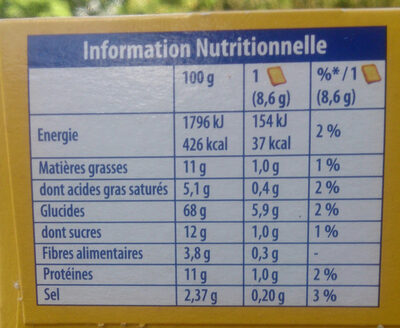 Information Nutritionnelle
100 g 1 %* / 1
(8,6 g) (8,6 g)
Energie 1796 kJ 154 kJ 2 %
426 kcal 37 kcal
Matières grasses 11 g 1,0 g 1 %
dont acides gras saturés 5,1 g 0,4 g 2 %
Glucides 68 g 5,9 g 2 %
dont sucres 12 g 1,0 g 1 %
Fibres alimentaires 3,8 g 0,3 g -
Protéines 11 g 1,0 g 2 %
Sel 2,37 g 0,20 g 3 %